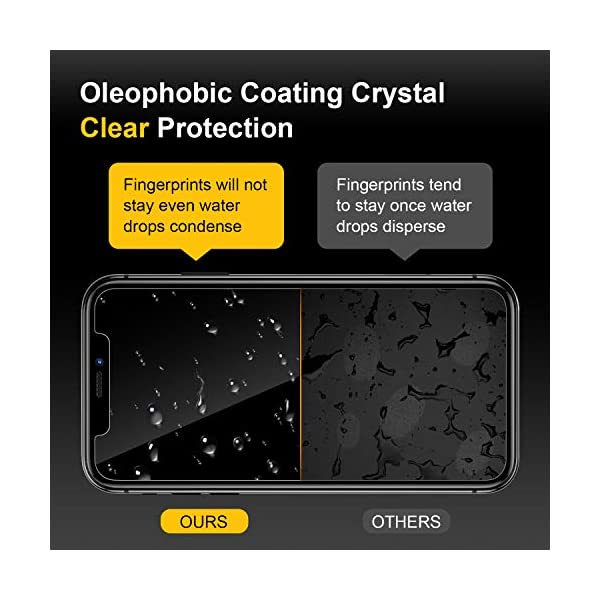 Oleophobic Coating Crystal
Clear Protection
Fingerprints will not
stay even water
drops condense
Fingerprints tend
to stay once water
drops disperse
OURS
OTHERS